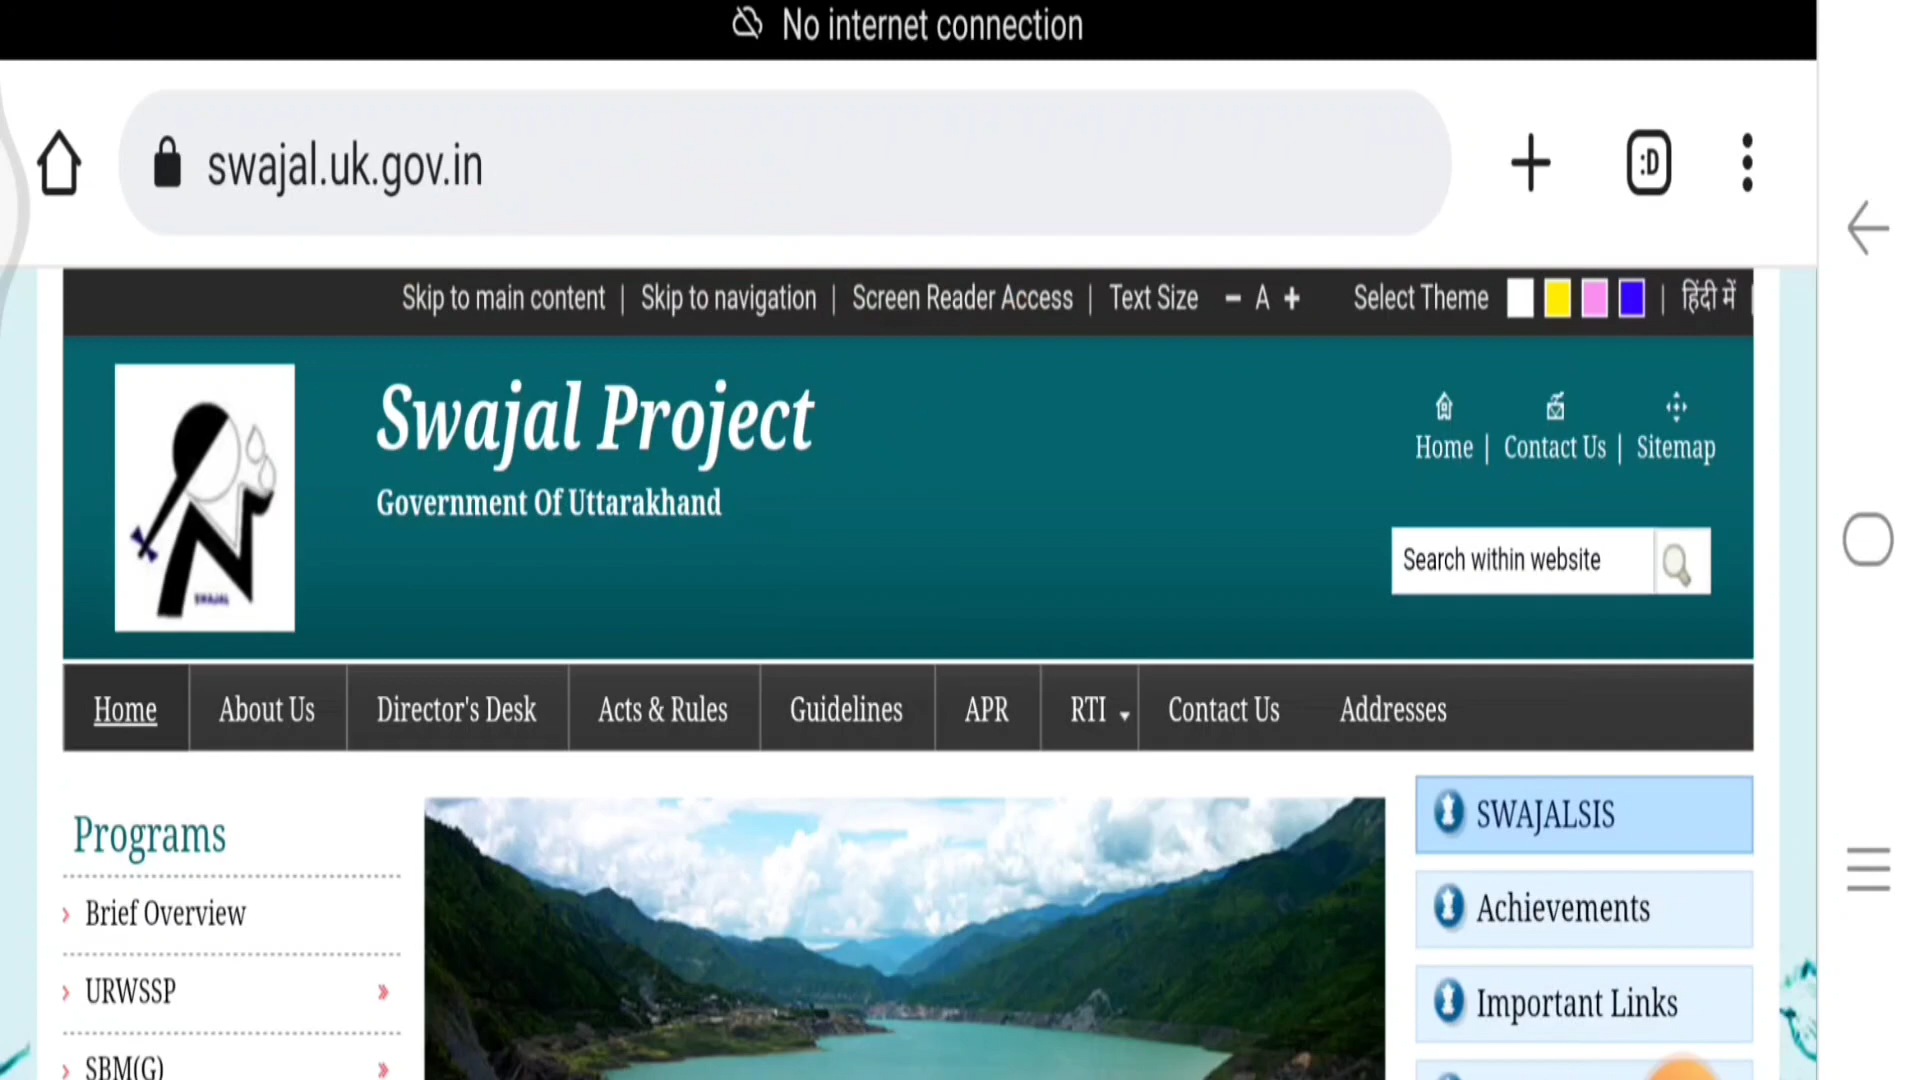 No internet connection
swajal.uk.gov.in
:D
Skip to main content | Skip to navigation | Screen Reader Access | Text Size − A + Select Theme | हिंदी में |
Swajal Project
Government Of Uttarakhand
Home | Contact Us | Sitemap
Search within website
SWAJAL
Home About Us Director's Desk Acts & Rules Guidelines APR RTI Contact Us Addresses
Programs
Brief Overview
URWSSP
SBM(G)
SWAJALSIS
Achievements
Important Links